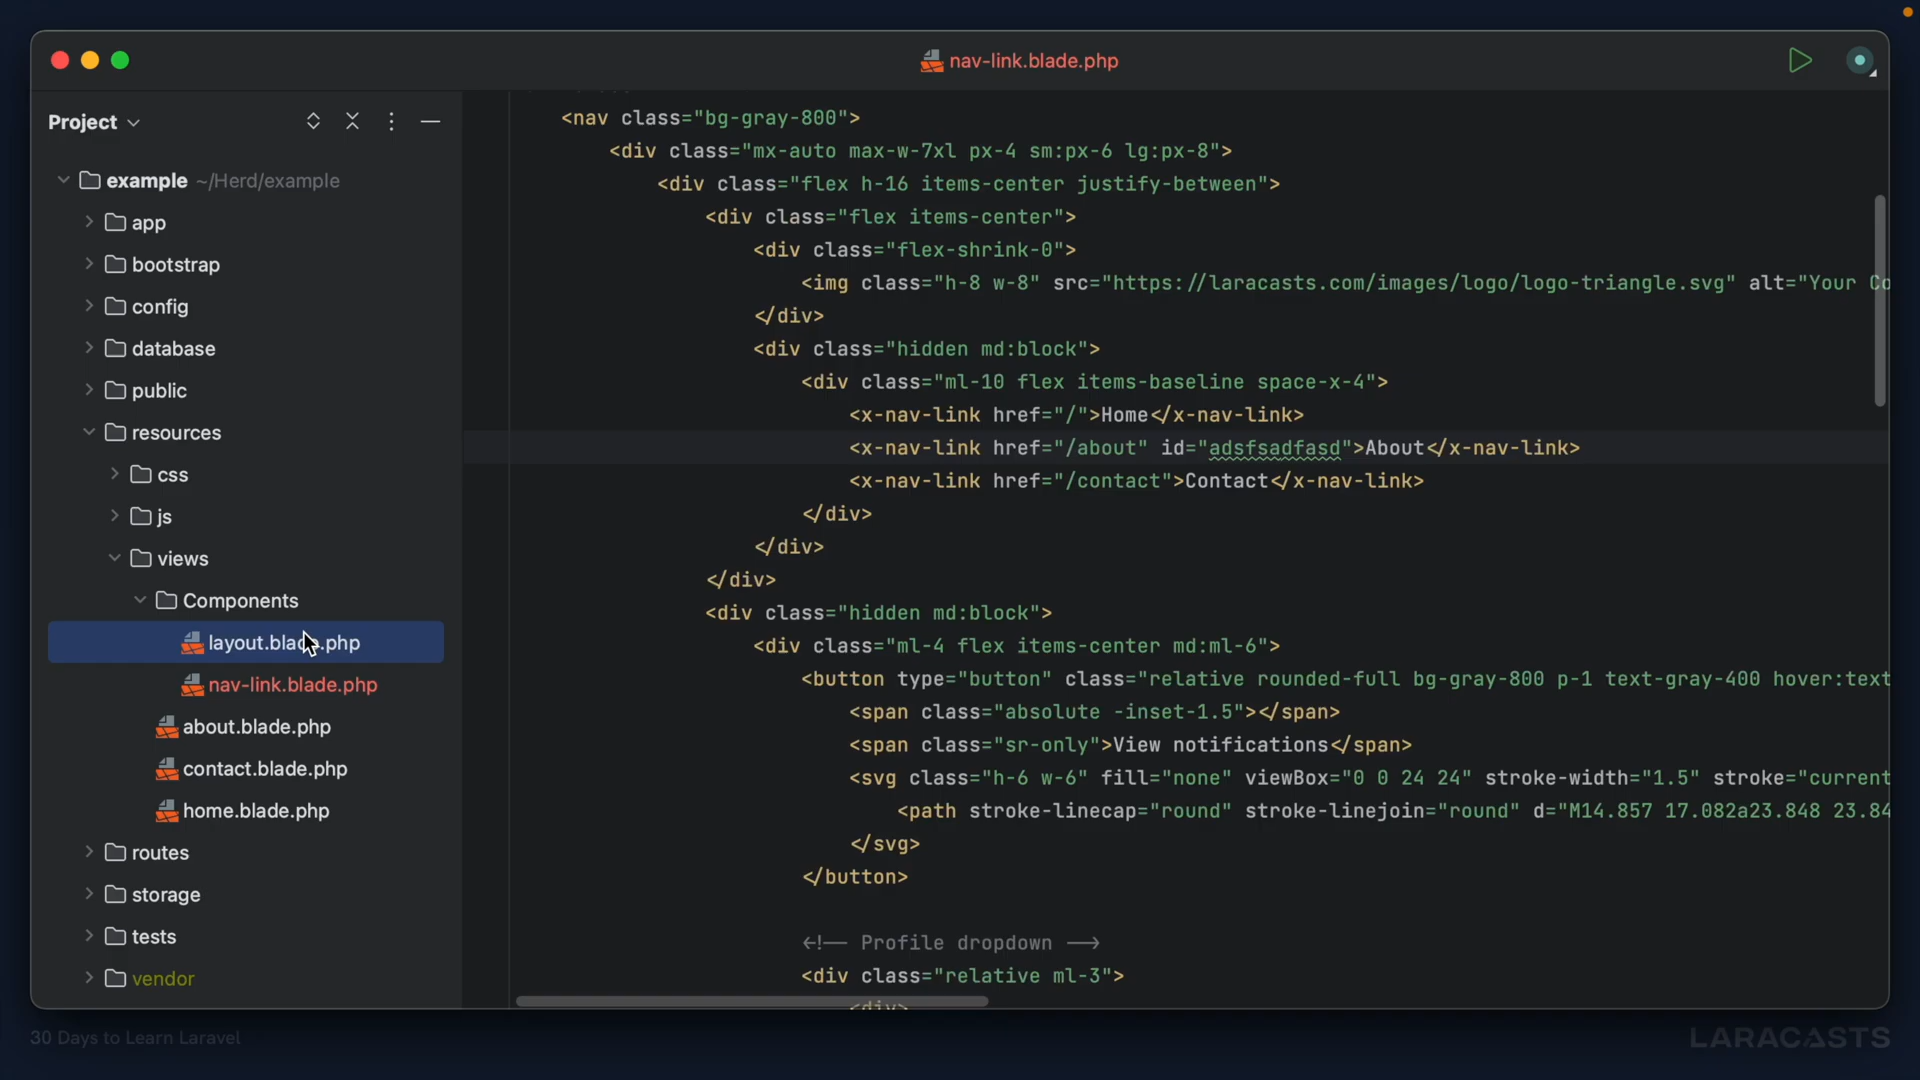 nav-link.blade.php
Project
example ~/Herd/example
app
bootstrap
config
database
public
resources
css
js
views
Components
layout.blade.php
nav-link.blade.php
about.blade.php
contact.blade.php
home.blade.php
routes
storage
tests
vendor
<nav class="bg-gray-800">
<div class="mx-auto max-w-7xl px-4 sm:px-6 lg:px-8">
<div class="flex h-16 items-center justify-between">
<div class="flex items-center">
<div class="flex-shrink-0">
<img class="h-8 w-8" src="https://laracasts.com/images/logo/logo-triangle.svg" alt="Your Co
</div>
<div class="hidden md:block">
<div class="ml-10 flex items-baseline space-x-4">
<x-nav-link href="/">Home</x-nav-link>
<x-nav-link href="/about" id="adsfsadfasd">About</x-nav-link>
<x-nav-link href="/contact">Contact</x-nav-link>
</div>
</div>
</div>
<div class="hidden md:block">
<div class="ml-4 flex items-center md:ml-6">
<button type="button" class="relative rounded-full bg-gray-800 p-1 text-gray-400 hover:text
<span class="absolute -inset-1.5"></span>
<span class="sr-only">View notifications</span>
<svg class="h-6 w-6" fill="none" viewBox="0 0 24 24" stroke-width="1.5" stroke="current
<path stroke-linecap="round" stroke-linejoin="round" d="M14.857 17.082a23.848 23.84
</svg>
</button>
<!-- Profile dropdown -->
<div class="relative ml-3">
<div>
30 Days to Learn Laravel
LARACASTS